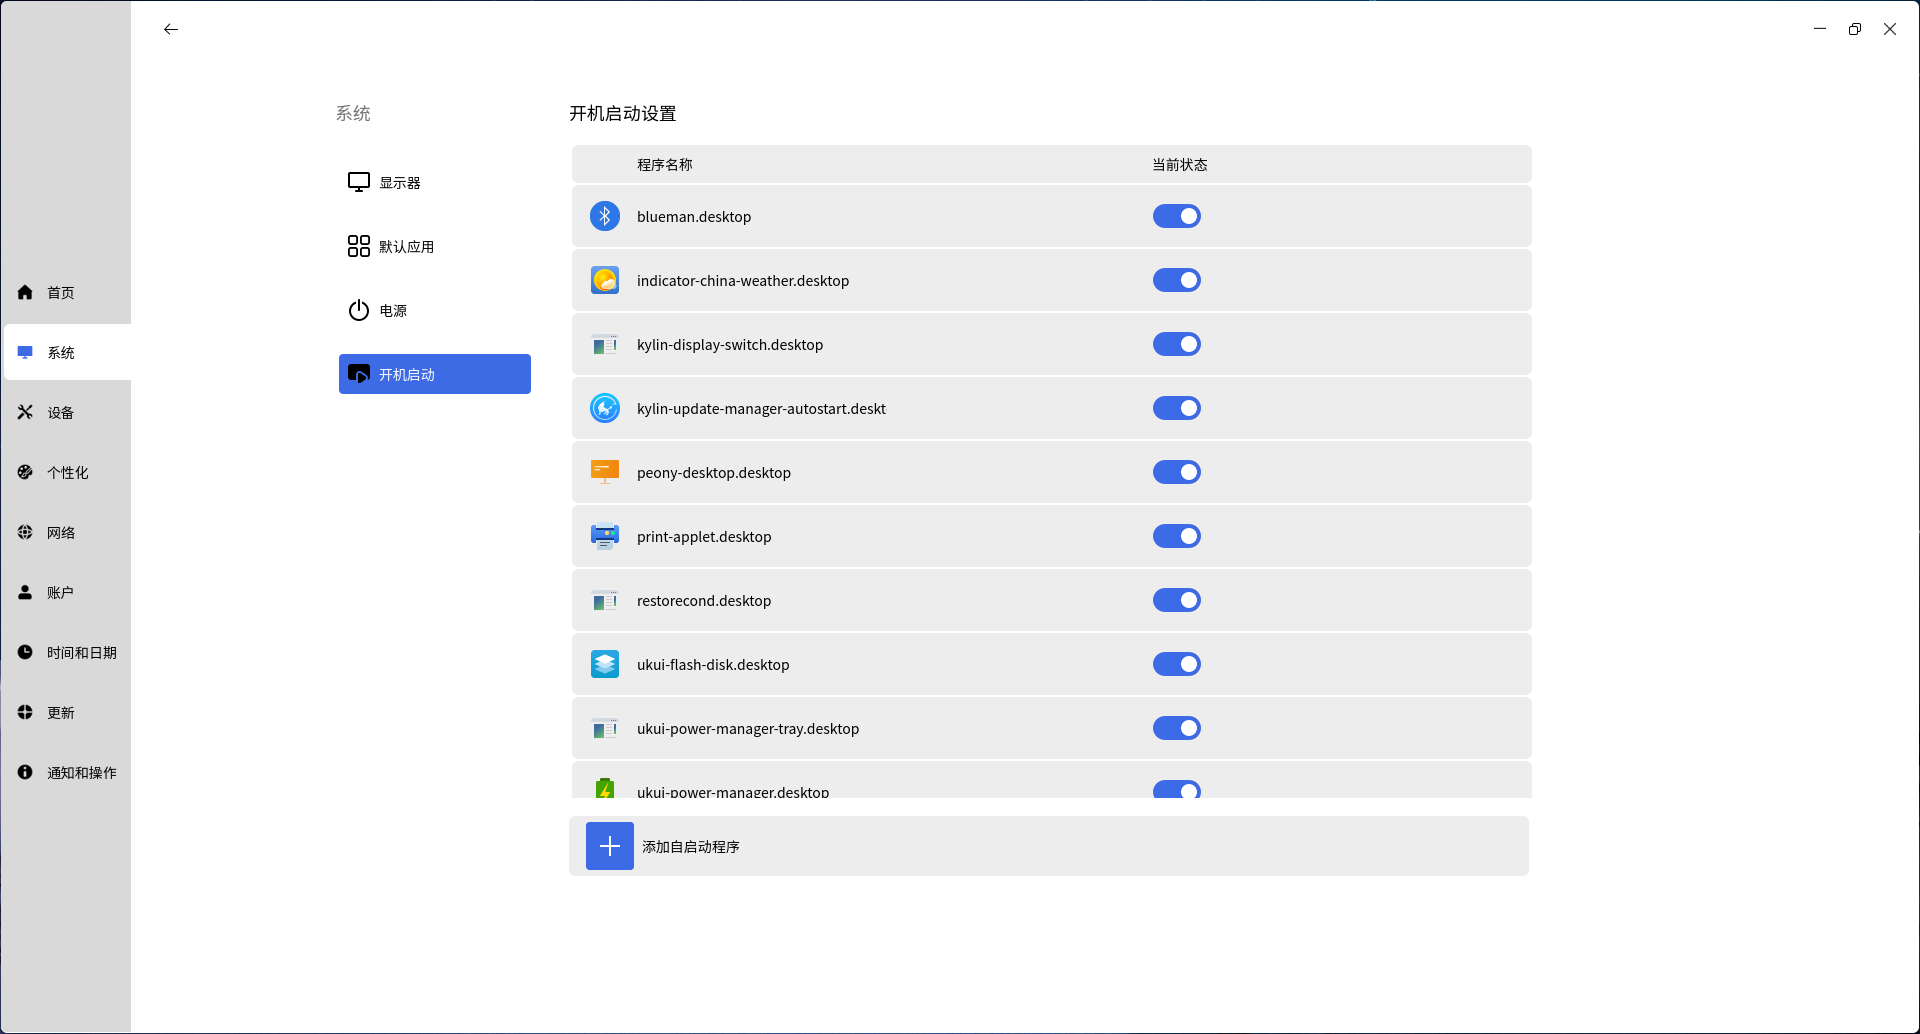 首页
系统
设备
个性化
网络
账户
时间和日期
更新
通知和操作
系统
显示器
默认应用
电源
开机启动
开机启动设置
程序名称 当前状态
blueman.desktop
indicator-china-weather.desktop
kylin-display-switch.desktop
kylin-update-manager-autostart.deskt
peony-desktop.desktop
print-applet.desktop
restorecond.desktop
ukui-flash-disk.desktop
ukui-power-manager-tray.desktop
ukui-power-manager.desktop
添加自启动程序